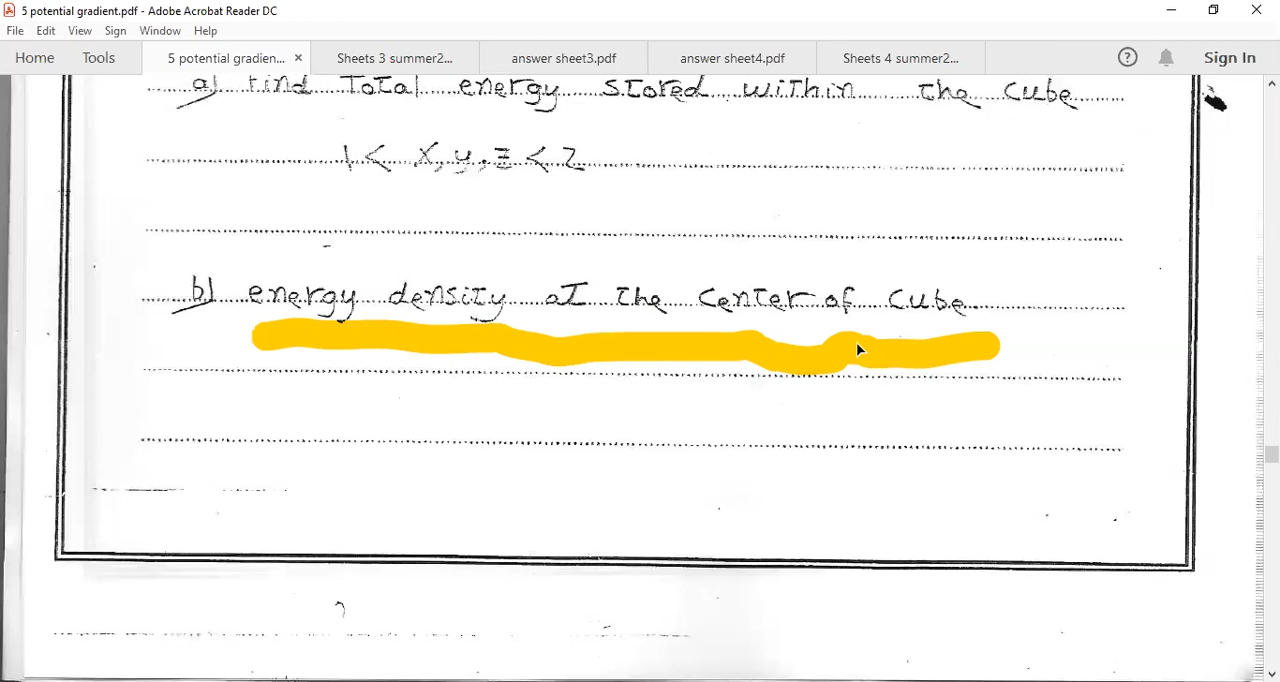 5 potential gradient.pdf - Adobe Acrobat Reader DC
File Edit View Sign Window Help
Home Tools 5 potential gradien... × Sheets 3 summer2... answer sheet3.pdf answer sheet4.pdf Sheets 4 summer2... Sign In
a) Find Total energy stored within the cube
1 < x, y, z < 2
b) energy density at the center of cube